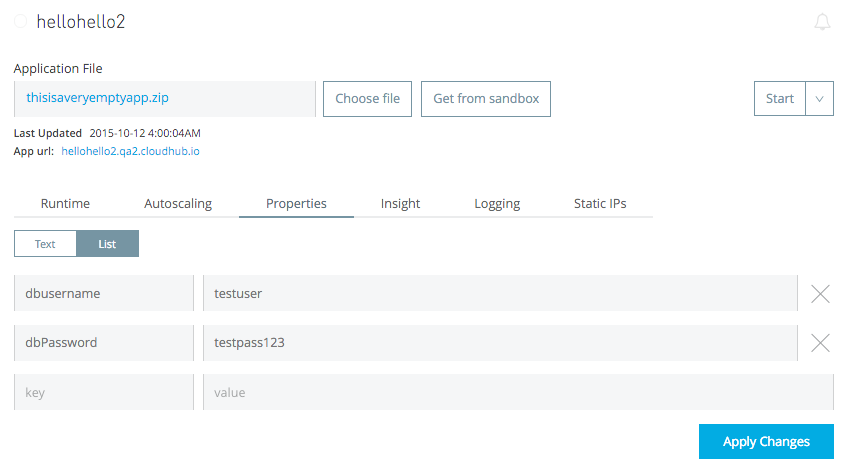 hellohello2
Application File
thisisaveryemptyapp.zip Choose file Get from sandbox Start
Last Updated 2015-10-12 4:00:04AM
App url: hellohello2.qa2.cloudhub.io
Runtime Autoscaling Properties Insight Logging Static IPs
Text List
dbusername testuser
dbPassword testpass123
key value
Apply Changes